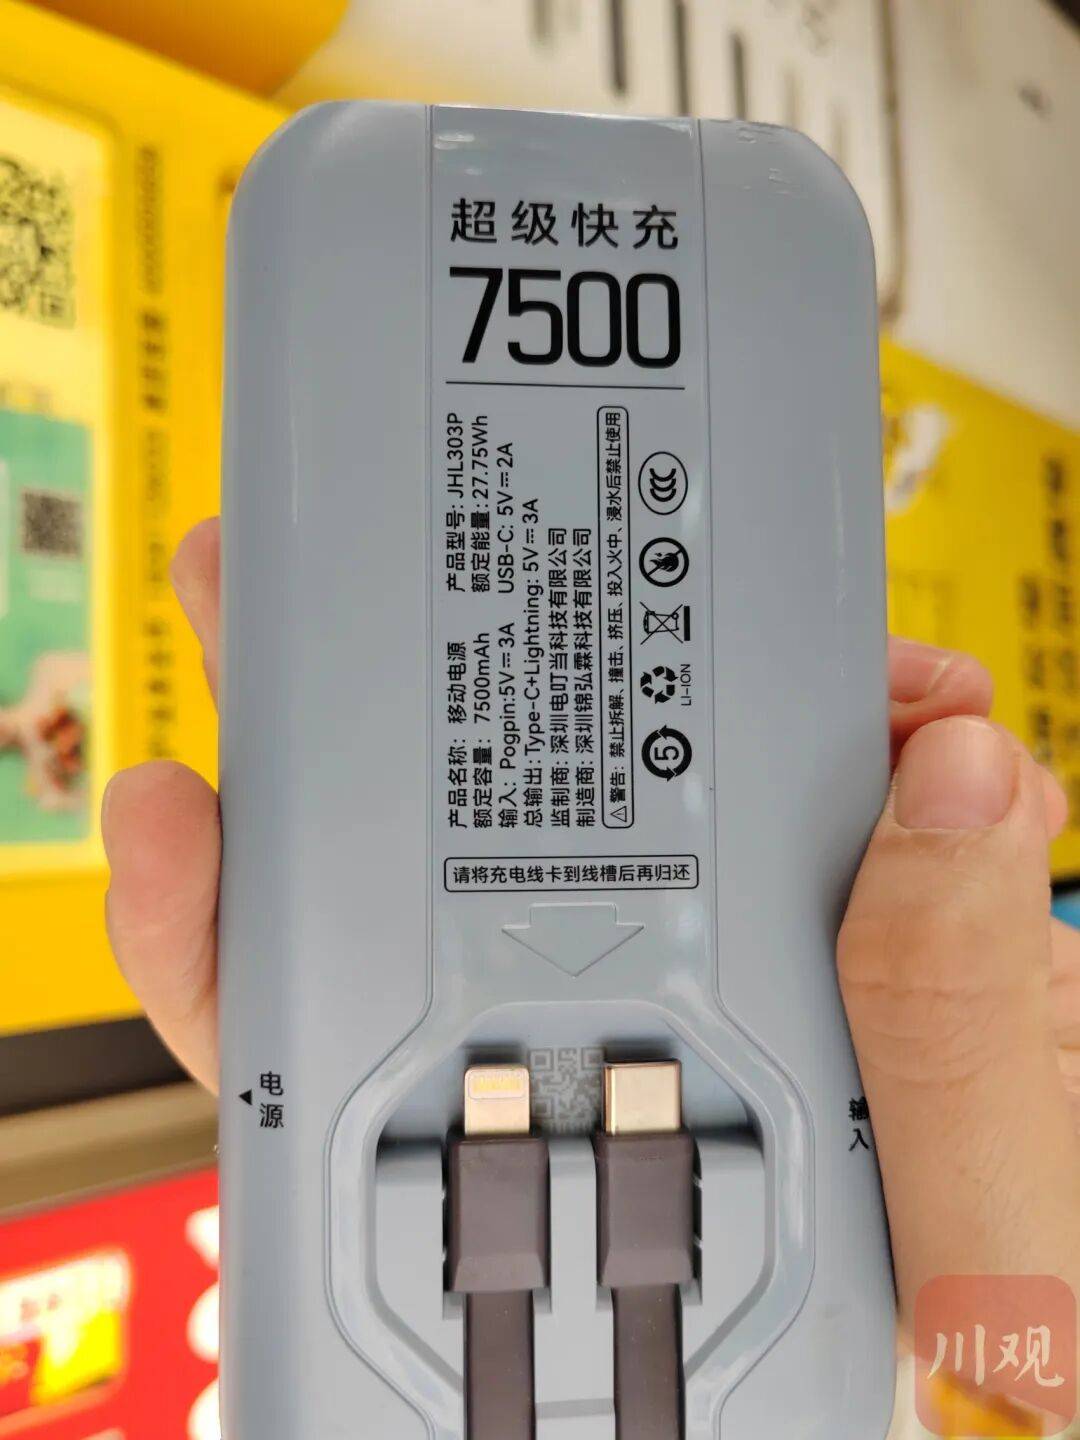 超级快充
7500
产品名称：移动电源 产品型号：JHL303P
额定容量：7500mAh 额定能量：27.75Wh
输入：Pogpin:5V⎓3A USB-C: 5V⎓2A
总输出：Type-C+Lightning: 5V⎓3A
监制商：深圳电叮当科技有限公司
制造商：深圳锦弘霖科技有限公司
⚠警告：禁止拆解、撞击、挤压、投入火中、浸水后禁止使用
CCC
LI-ION
5
请将充电线卡到线槽后再归还
电源
输入
川观